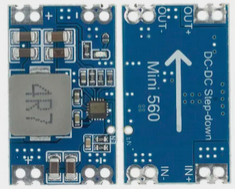 +
4R7
OUT-
OUT+
DC-DC Step-down
Mini 560
IN-
IN+